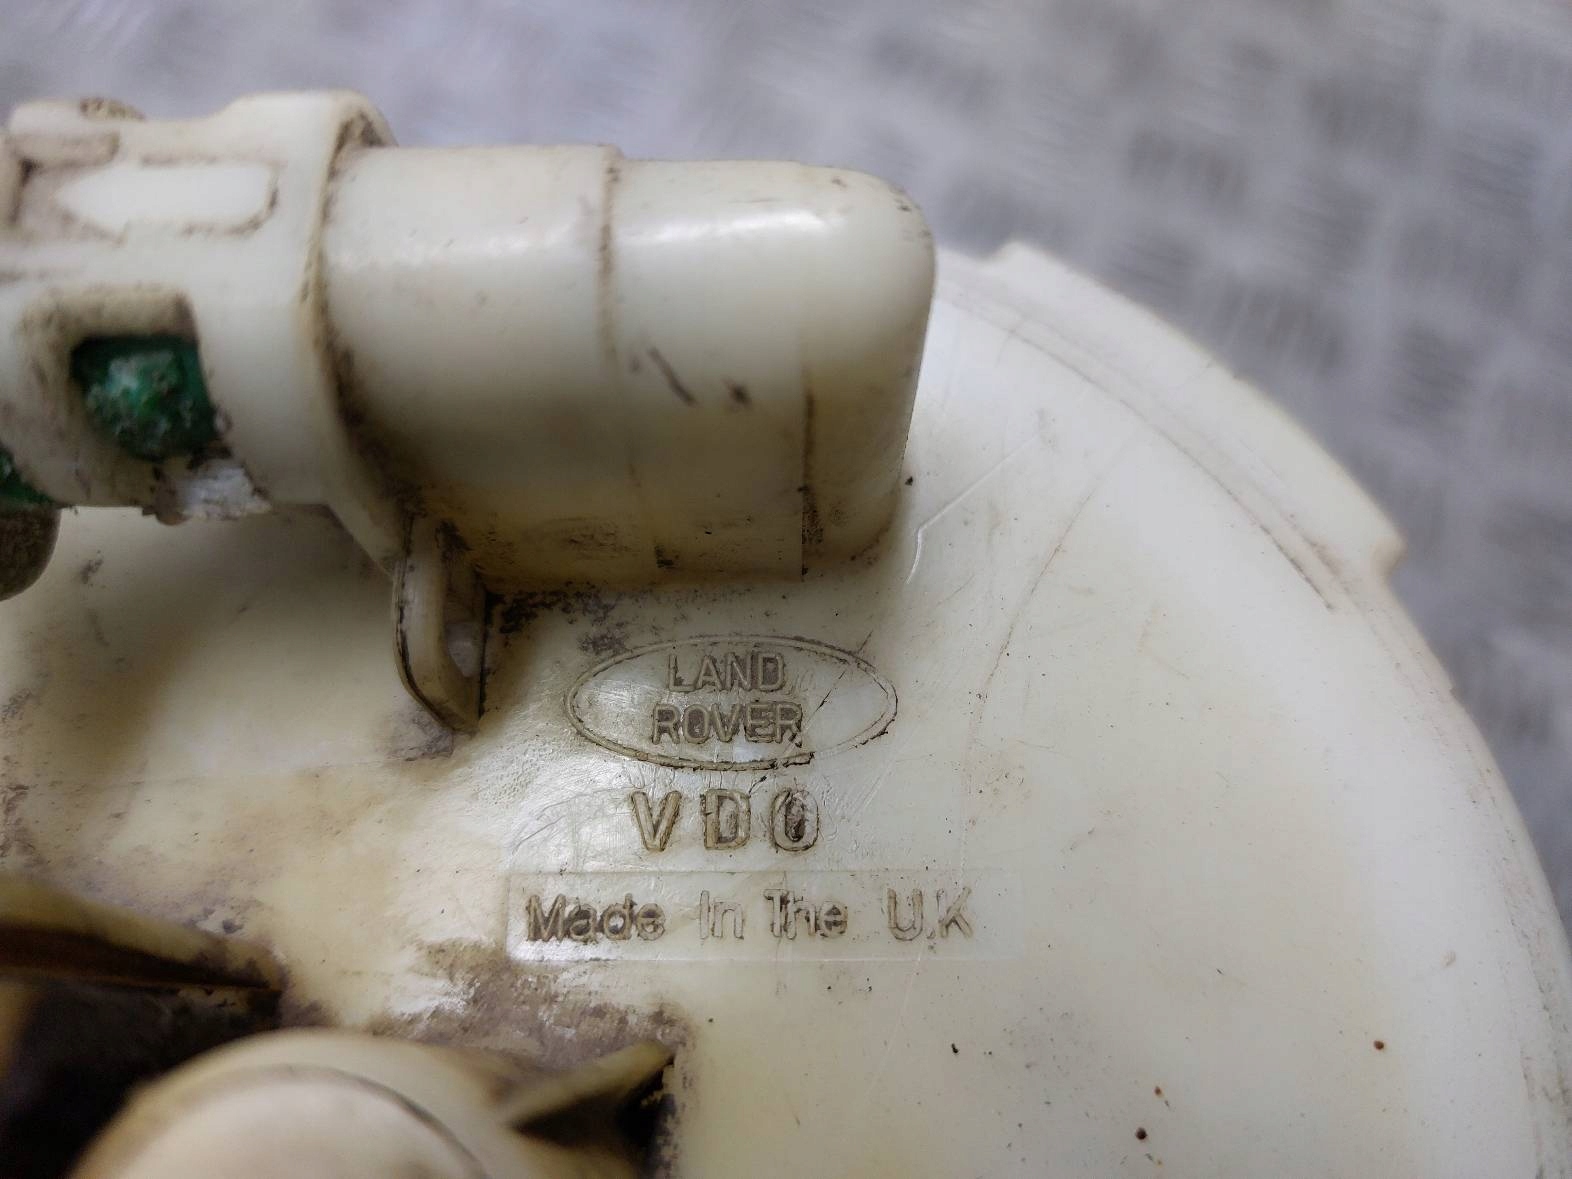 LAND
ROVER
VDO
Made In The U.K